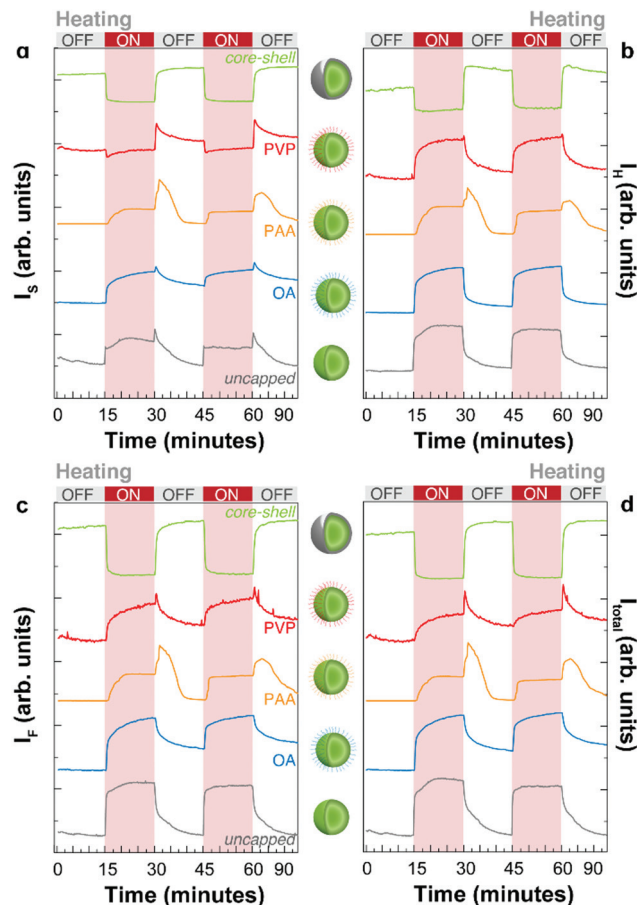 Heating
OFF ON OFF ON OFF
a
core-shell
PVP
PAA
OA
uncapped
I_S (arb. units)
0 15 30 45 60 90
Time (minutes)
Heating
OFF ON OFF ON OFF
b
I_H (arb. units)
0 15 30 45 60 90
Time (minutes)
Heating
OFF ON OFF ON OFF
c
core-shell
PVP
PAA
OA
uncapped
I_F (arb. units)
0 15 30 45 60 90
Time (minutes)
Heating
OFF ON OFF ON OFF
d
I_total (arb. units)
0 15 30 45 60 90
Time (minutes)